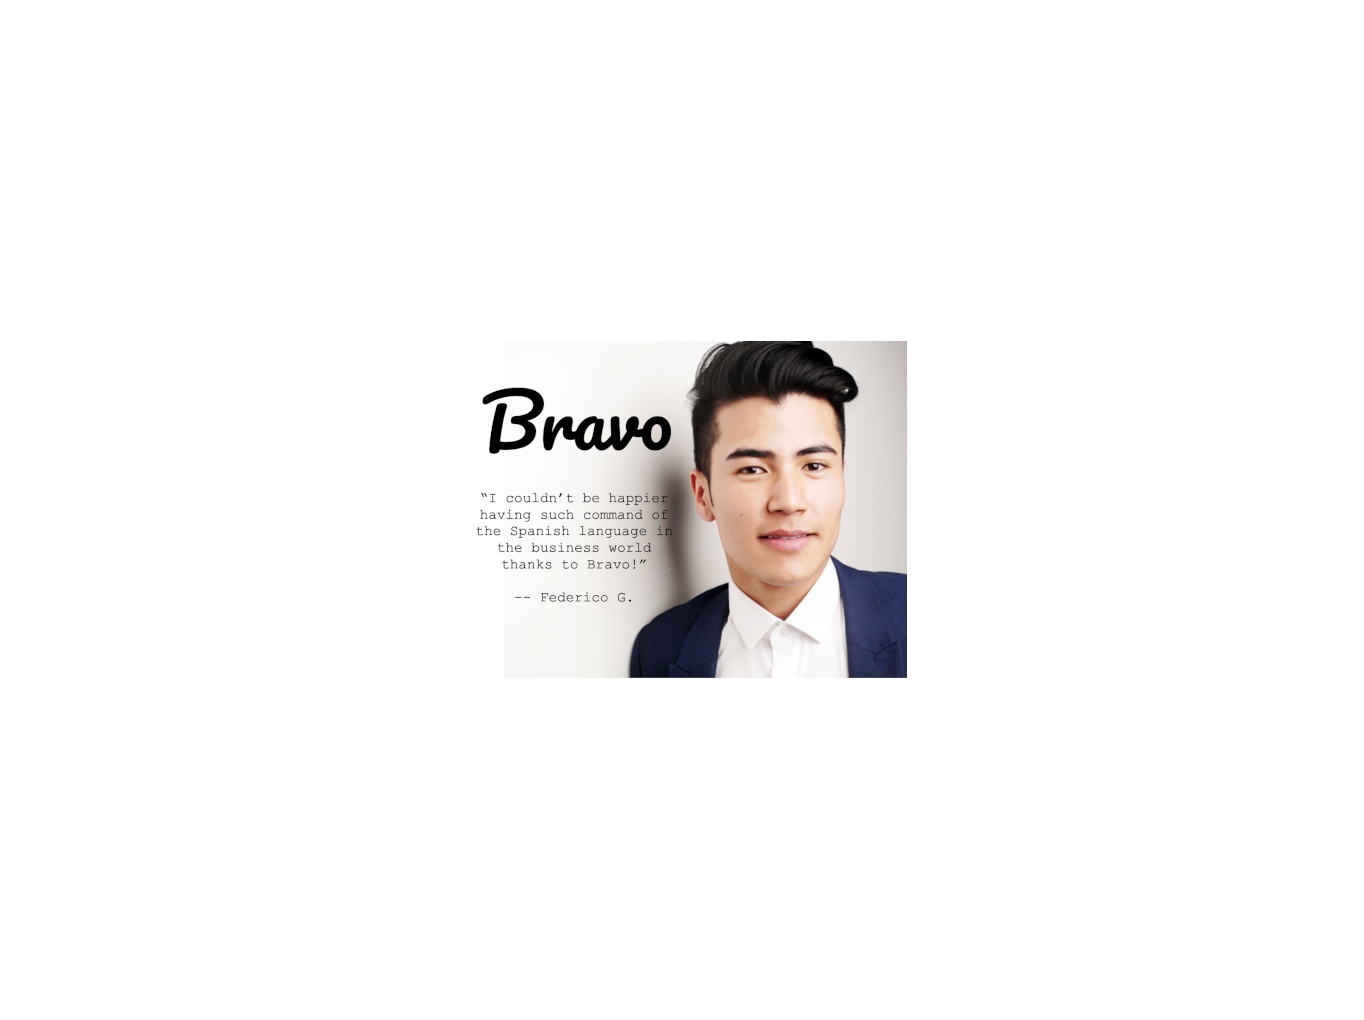 Bravo
“I couldn’t be happier
having such command of
the Spanish language in
the business world
thanks to Bravo!”
-- Federico G.